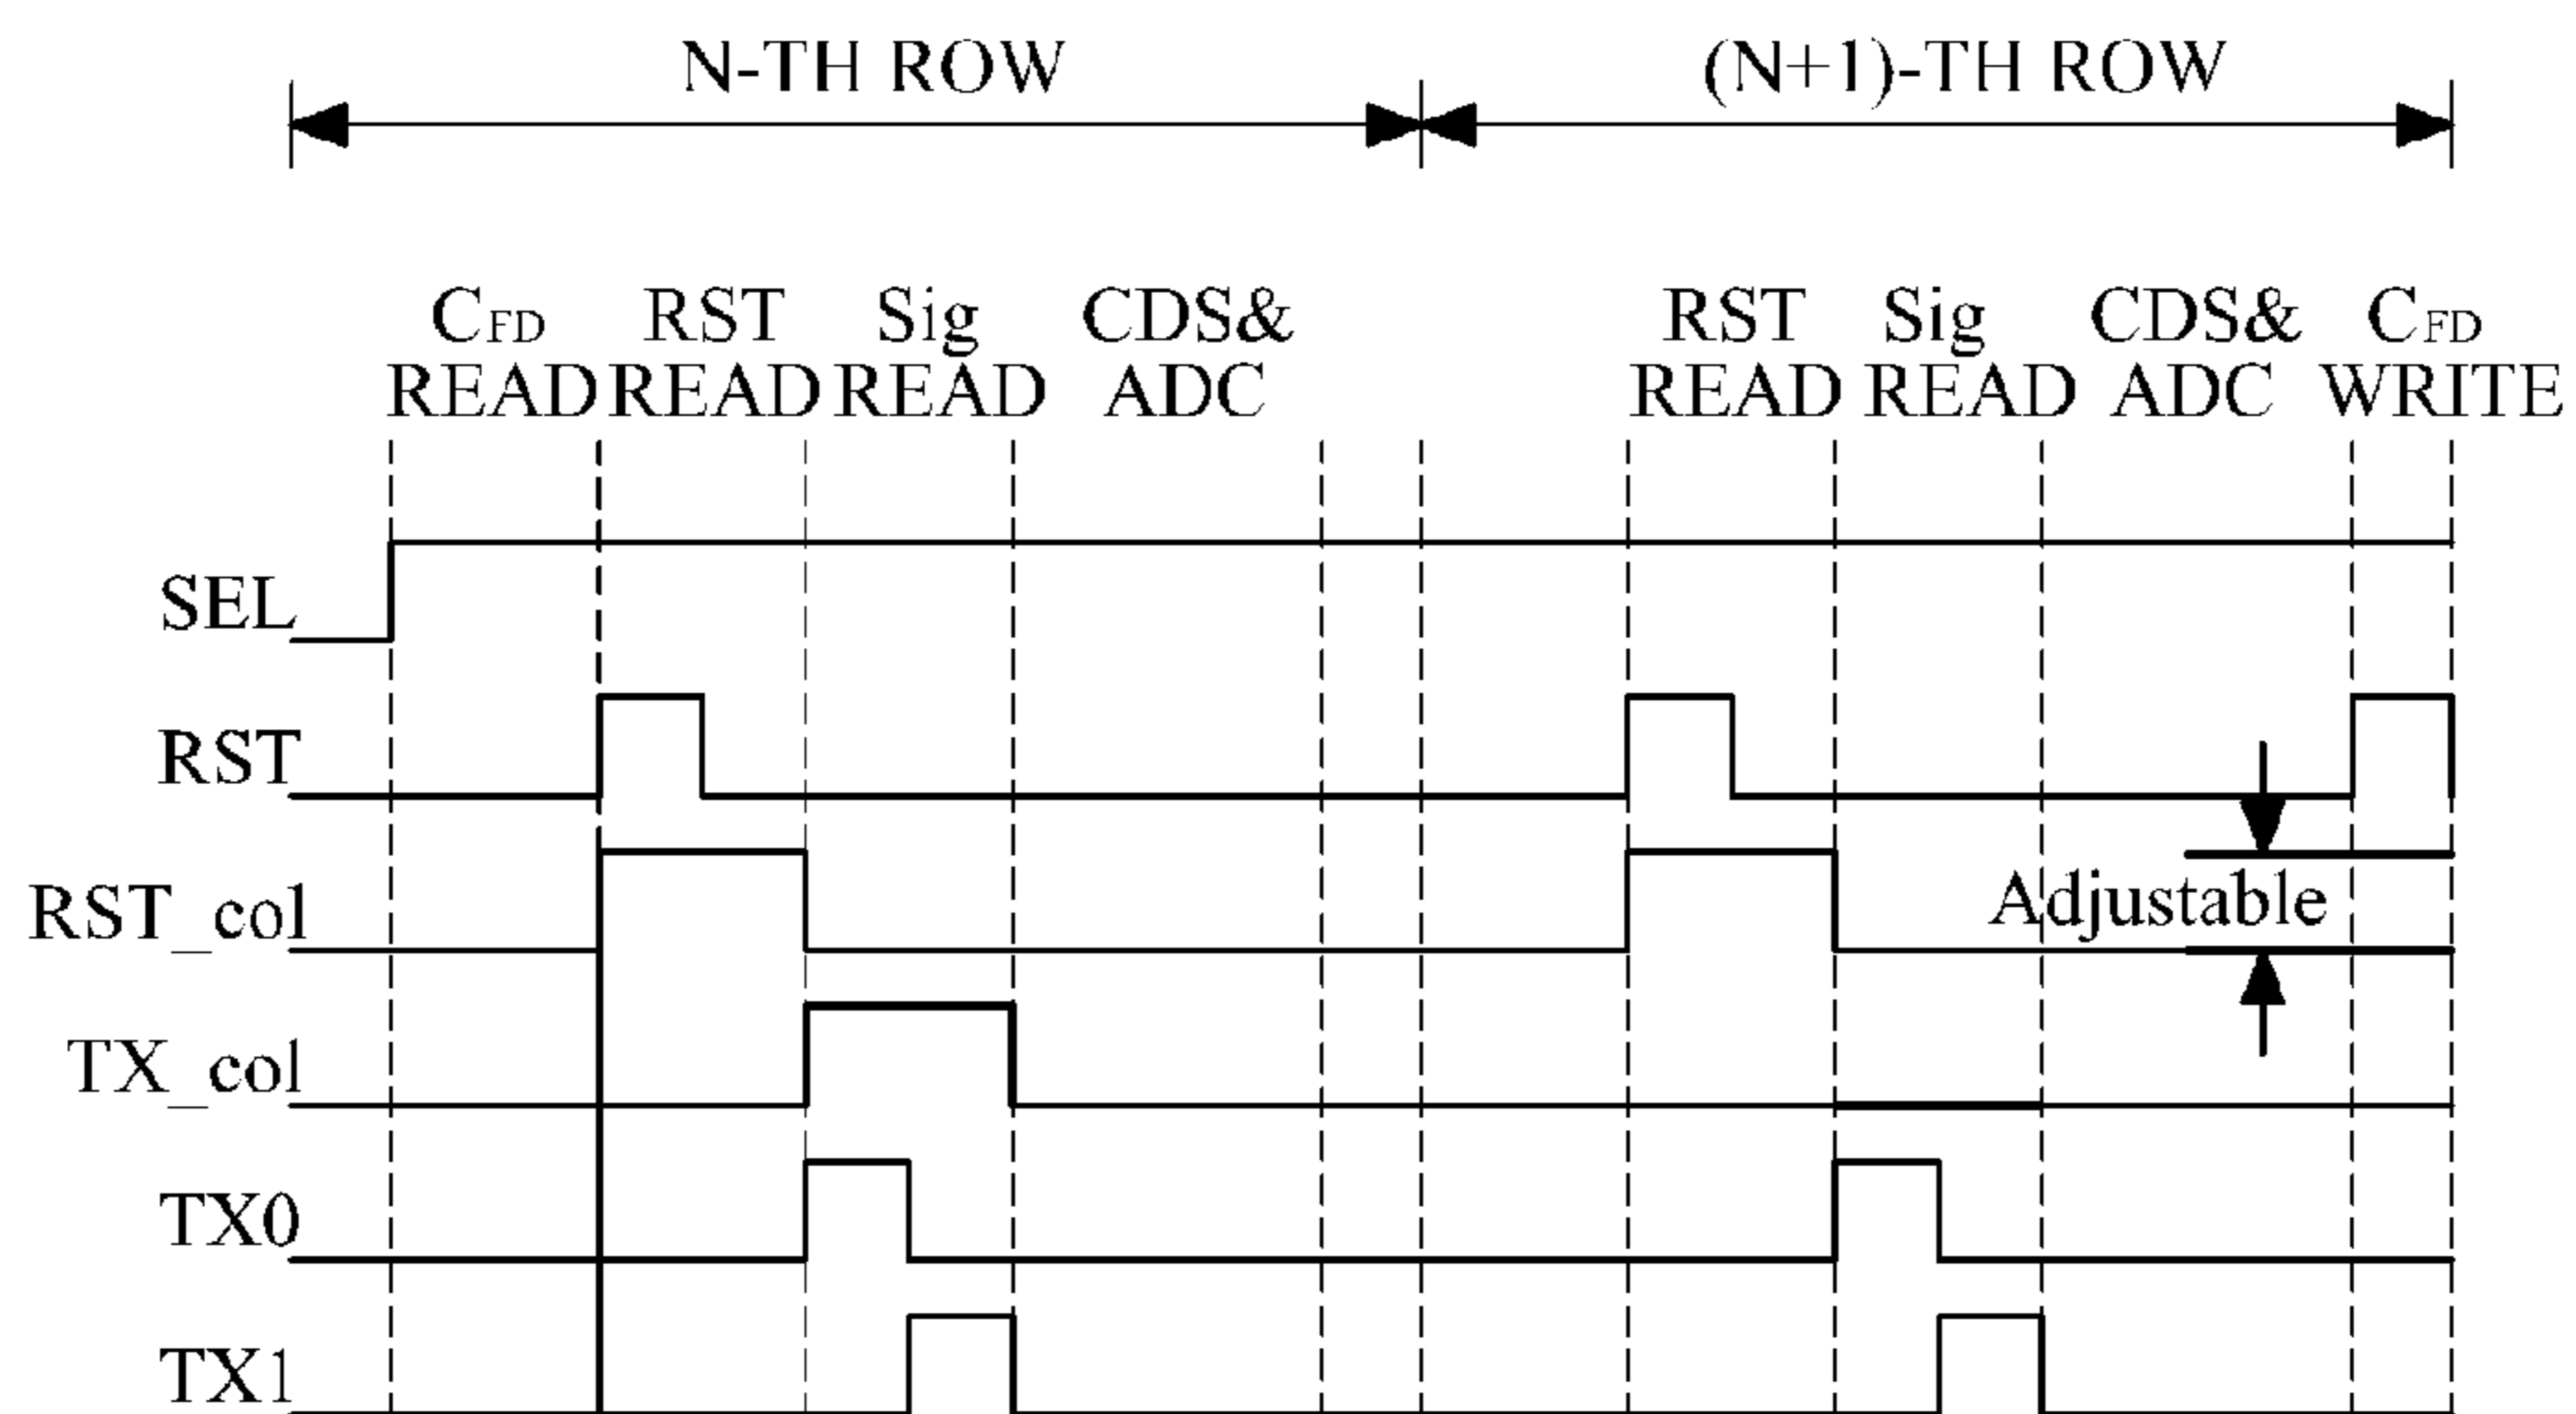 N-TH ROW (N+1)-TH ROW
CFD RST Sig CDS& RST Sig CDS& CFD
READ READ READ ADC READ READ ADC WRITE
SEL
RST
RST_col Adjustable
TX_col
TX0
TX1